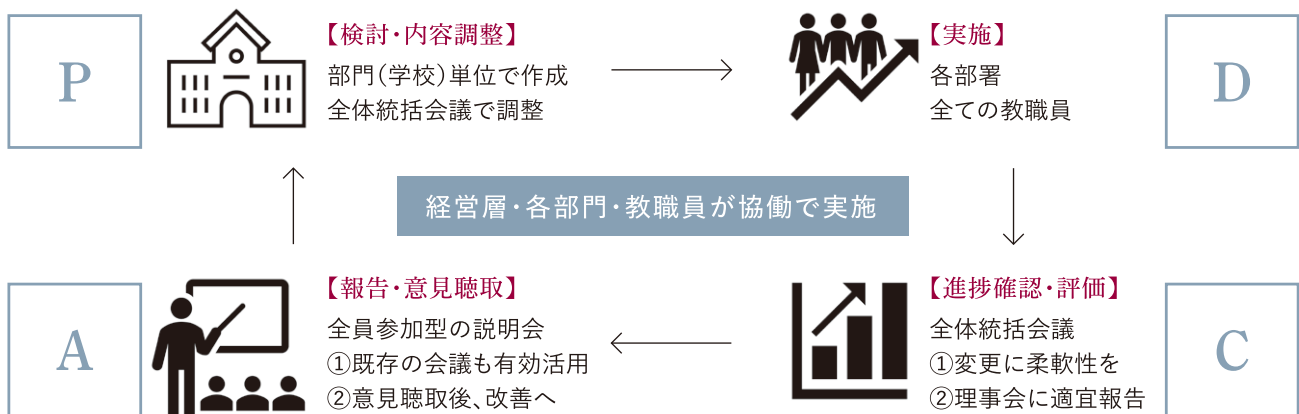 P
【検討・内容調整】
部門(学校)単位で作成
全体統括会議で調整
【実施】
各部署
全ての教職員
D
経営層・各部門・教職員が協働で実施
A
【報告・意見聴取】
全員参加型の説明会
①既存の会議も有効活用
②意見聴取後、改善へ
【進捗確認・評価】
全体統括会議
①変更に柔軟性を
②理事会に適宜報告
C